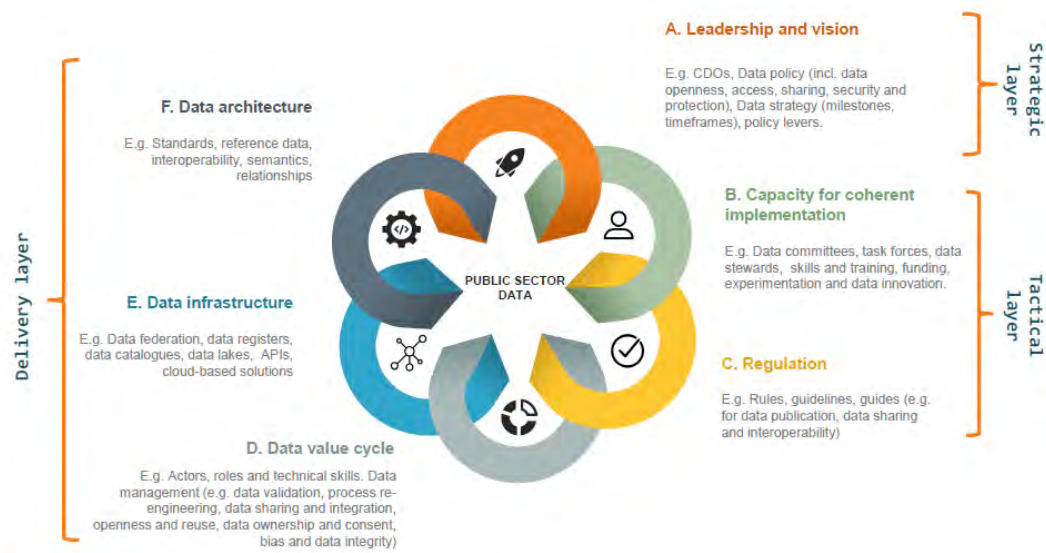 A. Leadership and vision
E.g. CDOs, Data policy (incl. data
openness, access, sharing, security and
protection), Data strategy (milestones,
timeframes), policy levers.
Strategic
layer
B. Capacity for coherent
implementation
E.g. Data committees, task forces, data
stewards, skills and training, funding,
experimentation and data innovation.
C. Regulation
E.g. Rules, guidelines, guides (e.g.
for data publication, data sharing
and interoperability)
Tactical
layer
PUBLIC SECTOR
DATA
F. Data architecture
E.g. Standards, reference data,
interoperability, semantics,
relationships
E. Data infrastructure
E.g. Data federation, data registers,
data catalogues, data lakes, APIs,
cloud-based solutions
D. Data value cycle
E.g. Actors, roles and technical skills. Data
management (e.g. data validation, process re-
engineering, data sharing and integration,
openness and reuse, data ownership and consent,
bias and data integrity)
Delivery layer